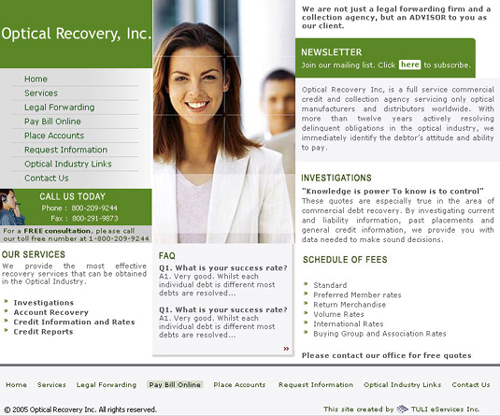 Optical Recovery, Inc.
Home
Services
Legal Forwarding
Pay Bill Online
Place Accounts
Request Information
Optical Industry Links
Contact Us
CALL US TODAY
Phone : 800-209-9244
Fax : 800-291-9873
For a FREE consultation, please call
our toll free number at 1-800-209-9244
OUR SERVICES
We provide the most effective
recovery services that can be obtained
in the Optical Industry.
Investigations
Account Recovery
Credit Information and Rates
Credit Reports
FAQ
Q1. What is your success rate?
A1. Very good. Whilst each
individual debt is different most
debts are resolved...
Q1. What is your success rate?
A1. Very good. Whilst each
individual debt is different most
debts are resolved...
We are not just a legal forwarding firm and a
collection agency, but an ADVISOR to you as
our client.
NEWSLETTER
Join our mailing list. Click here to subscribe.
Optical Recovery Inc, is a full service commercial
credit and collection agency servicing only optical
manufactures and distributors worldwide. With
more than twelve years actively resolving
delinquent obligations in the optical industry, we
immediately identify the debtor's attitude and ability
to pay.
INVESTIGATIONS
"Knowledge is power To know is to control"
These quotes are especially true in the area of
commercial debt recovery. By investigating current
and liability information, past placements and
general credit information, we provide you with
data needed to make sound decisions.
SCHEDULE OF FEES
Standard
Preferred Member rates
Return Merchandise
Volume Rates
International Rates
Buying Group and Association Rates
Please contact our office for free quotes
Home Services Legal Forwarding Pay Bill Online Place Accounts Request Information Optical Industry Links Contact Us
© 2005 Optical Recovery Inc. All rights reserved. This site created by TULI eServices Inc.